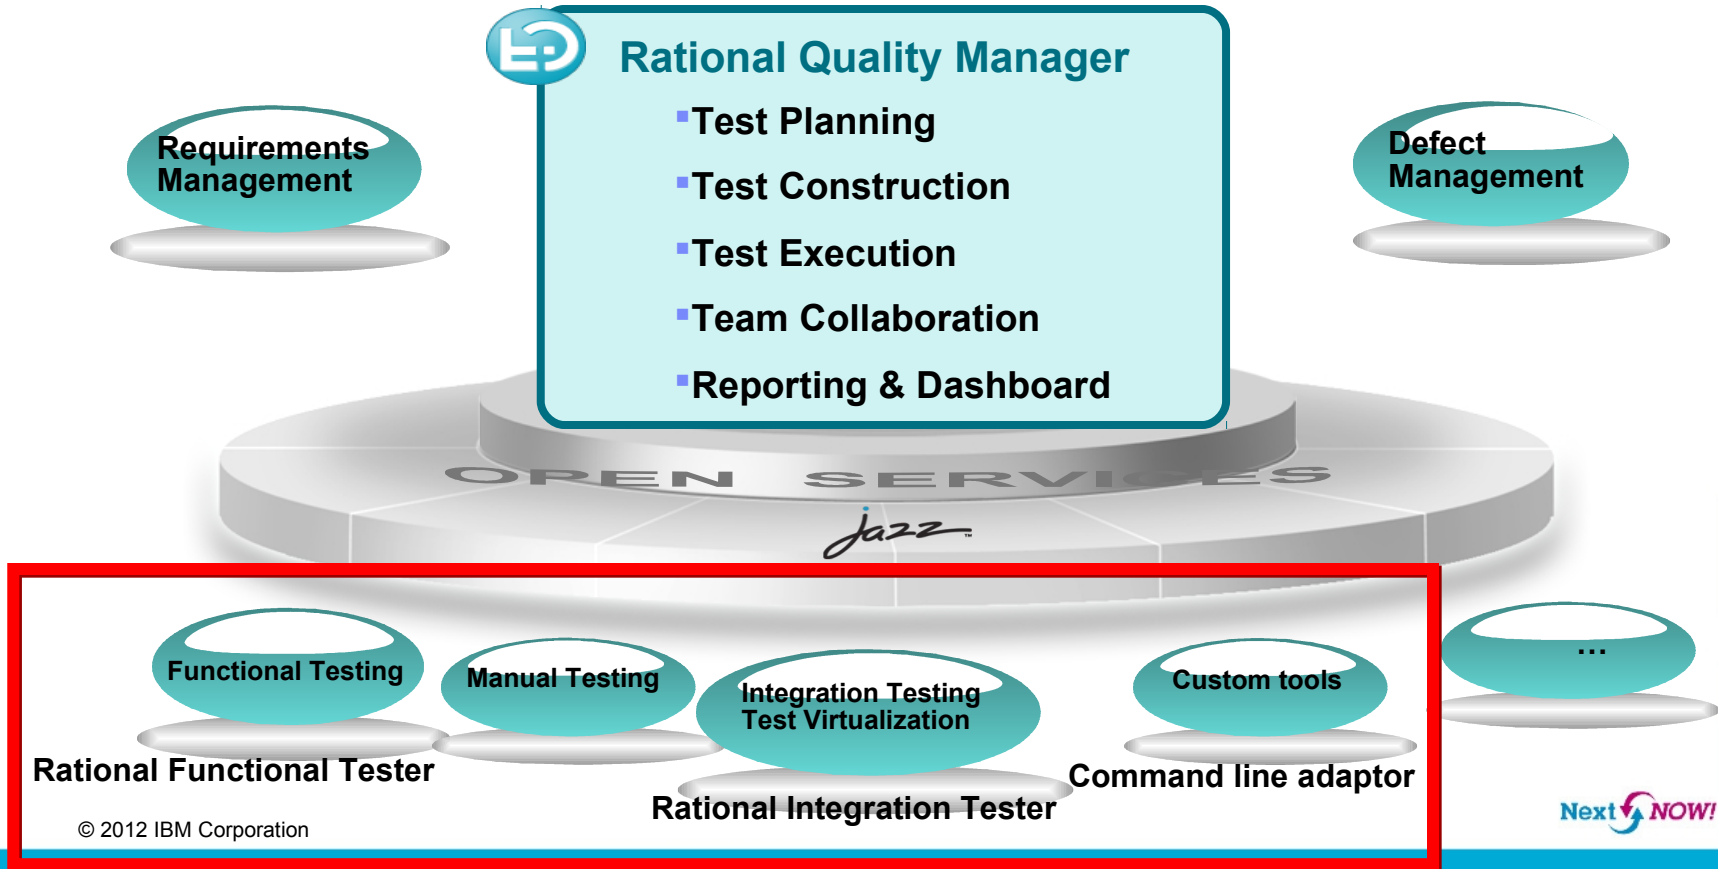 Rational Quality Manager
▪Test Planning
▪Test Construction
▪Test Execution
▪Team Collaboration
▪Reporting & Dashboard
Requirements
Management
Defect
Management
OPEN SERVICES
jazz™
Functional Testing
Manual Testing
Integration Testing
Test Virtualization
Custom tools
...
Rational Functional Tester
Rational Integration Tester
Command line adaptor
© 2012 IBM Corporation
Next NOW!